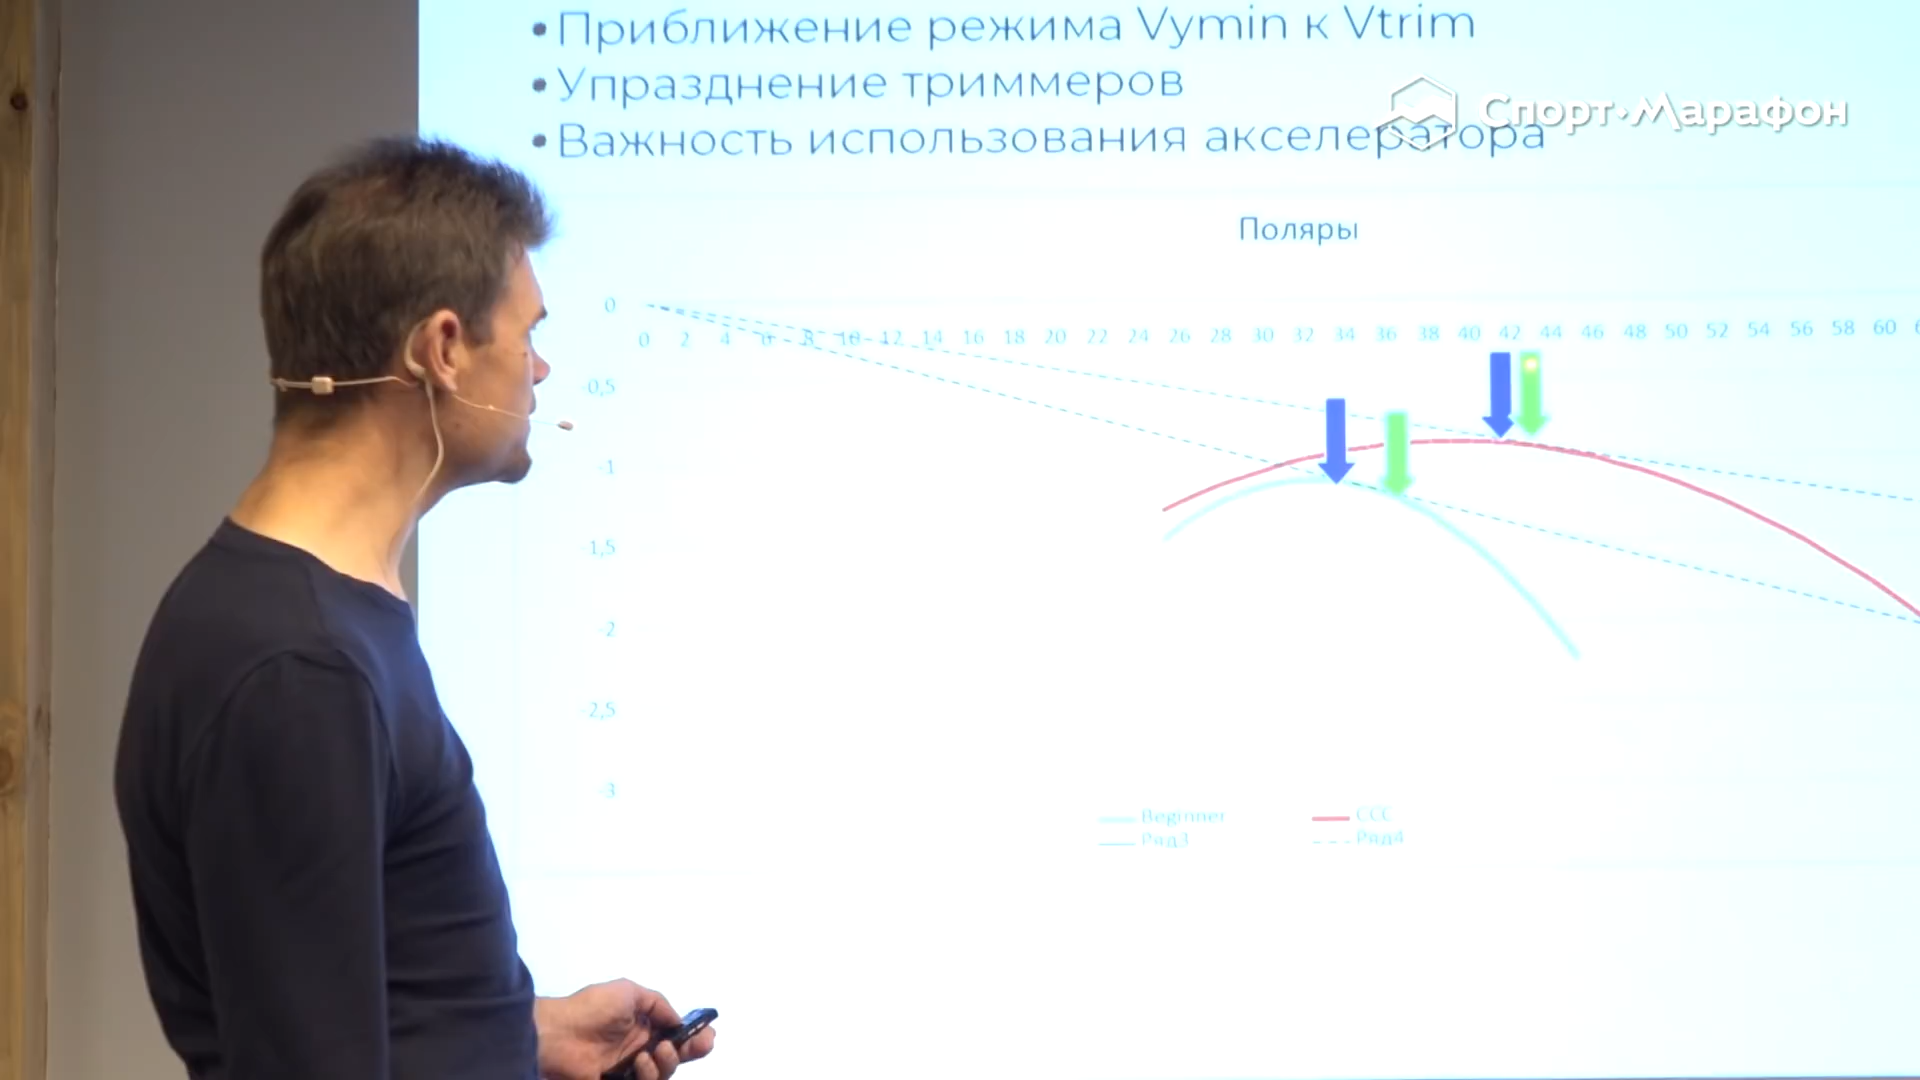 • Приближение режима Vymin к Vtrim
• Упразднение триммеров
• Важность использования акселератора
Спорт-Марафон
Поляры
0
0 2 4 6 8 10 12 14 16 18 20 22 24 26 28 30 32 34 36 38 40 42 44 46 48 50 52 54 56 58 60
-0,5
-1
-1,5
-2
-2,5
-3
Beginner CCC
Ряд3 Ряд4